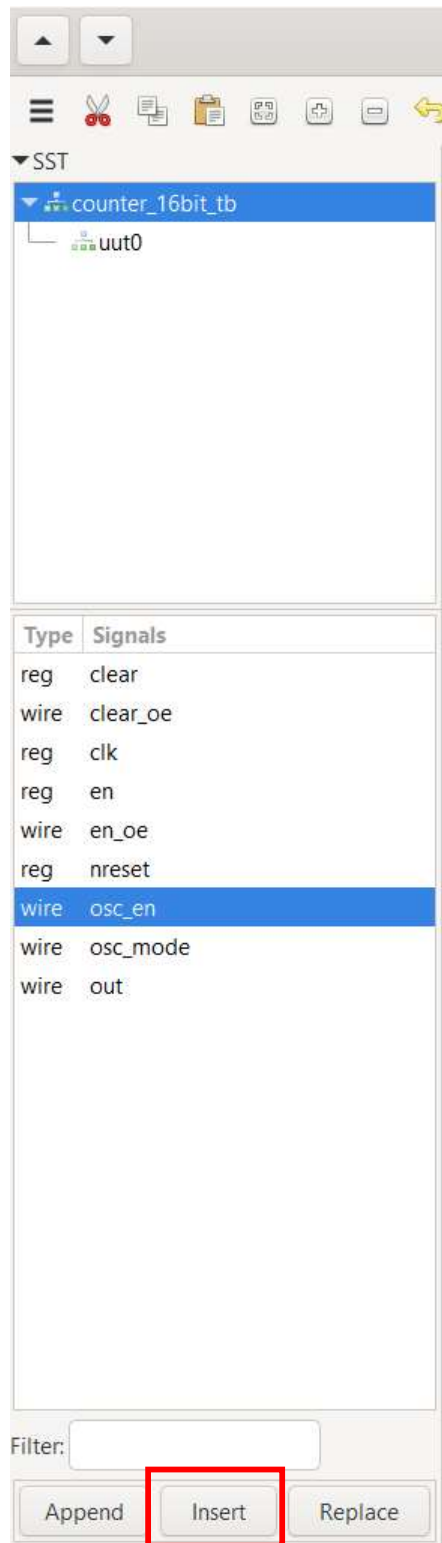 SST
counter_16bit_tb
uut0
Type Signals
reg clear
wire clear_oe
reg clk
reg en
wire en_oe
reg nreset
wire osc_en
wire osc_mode
wire out
Filter:
Append Insert Replace